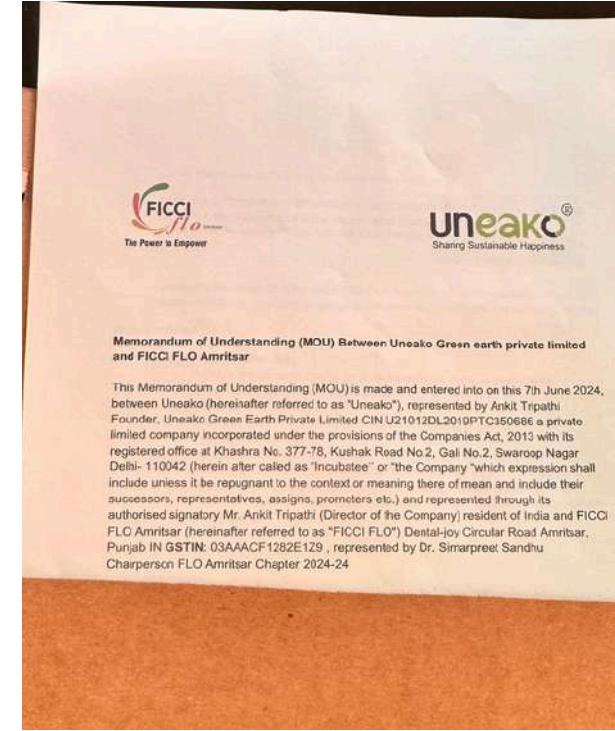 FICCI
flo
The Power to Empower
uneako®
Sharing Sustainable Happiness
Memorandum of Understanding (MOU) Between Uneako Green earth private limited
and FICCI FLO Amritsar
This Memorandum of Understanding (MOU) is made and entered into on this 7th June 2024,
between Uneako (hereinafter referred to as "Uneako"), represented by Ankit Tripathi
Founder, Uneako Green Earth Private Limited CIN U21012DL2019PTC350686 a private
limited company incorporated under the provisions of the Companies Act, 2013 with its
registered office at Khashra No. 377-78, Kushak Road No.2, Gali No.2, Swaroop Nagar
Delhi- 110042 (herein after called as "Incubatee" or "the Company "which expression shall
include unless it be repugnant to the context or meaning there of mean and include their
successors, representatives, assigns, promoters etc.) and represented through its
authorised signatory Mr. Ankit Tripathi (Director of the Company) resident of India and FICCI
FLO Amritsar (hereinafter referred to as "FICCI FLO") Dental-joy Circular Road Amritsar,
Punjab IN GSTIN: 03AAACF1282E1Z9 , represented by Dr. Simarpreet Sandhu
Chairperson FLO Amritsar Chapter 2024-24